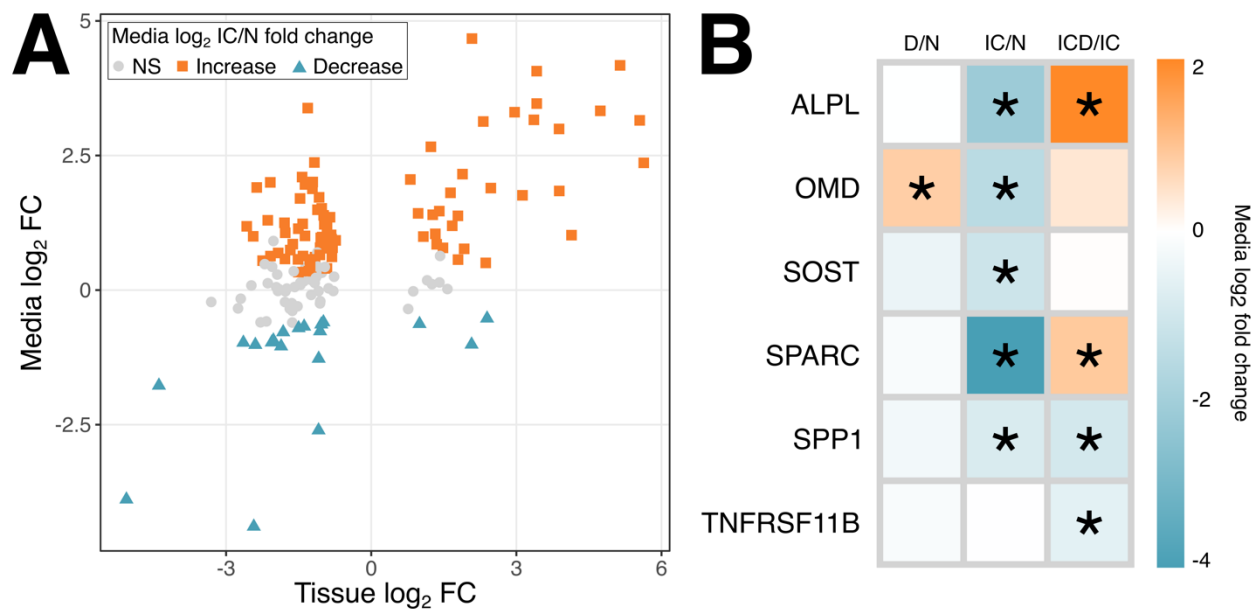 A
Media log2 IC/N fold change
NS Increase Decrease
5
2.5
0
-2.5
Media log2 FC
-3 0 3 6
Tissue log2 FC
B
D/N IC/N ICD/IC
ALPL * *
OMD * *
SOST *
SPARC * *
SPP1 * *
TNFRSF11B *
2
0
-2
-4
Media log2 fold change